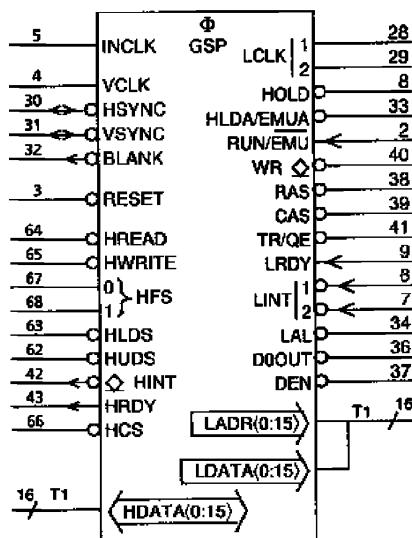 Φ
GSP
5 INCLK
4 VCLK
30 HSYNC
31 VSYNC
32 BLANK
3 RESET
64 HREAD
65 HWRITE
67 0
68 1
HFS
63 HLDS
62 HUDS
42 HINT
43 HRDY
66 HCS
16 T1 HDATA(0:15)
LCLK 1 28
2 29
HOLD 8
HLDA/EMUA 33
RUN/EMU 2
WR 40
RAS 38
CAS 39
TR/QE 41
LRDY 9
LINT 1 6
2 7
LAL 34
D0OUT 36
DEN 37
LADR(0:15) T1 16
LDATA(0:15)